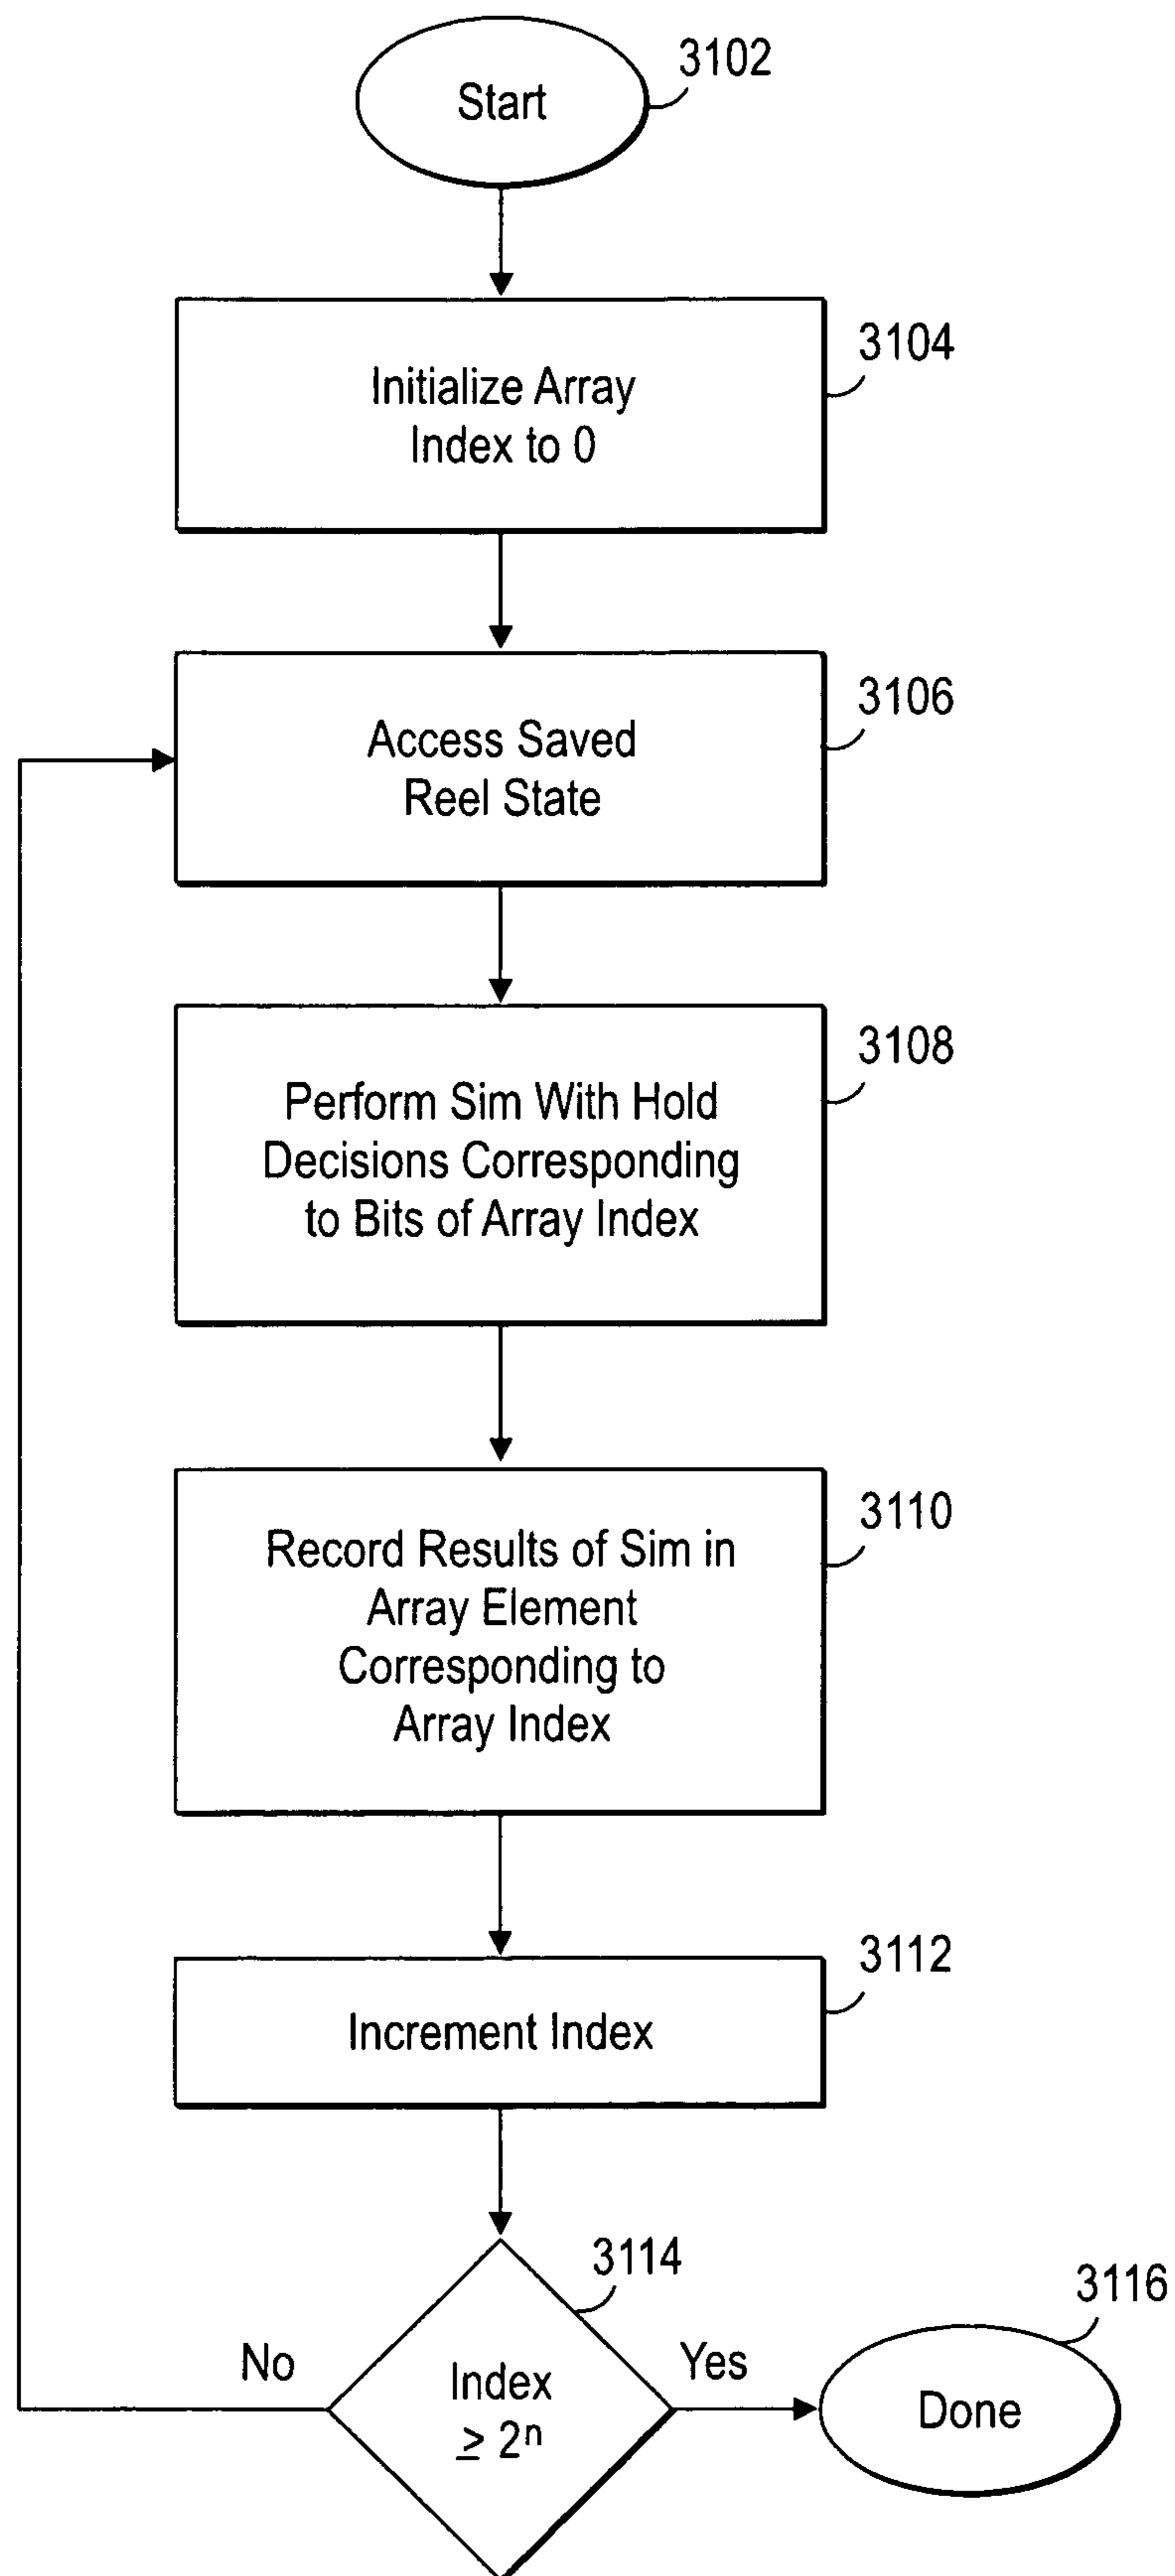 Start
3102
Initialize Array
Index to 0
3104
Access Saved
Reel State
3106
Perform Sim With Hold
Decisions Corresponding
to Bits of Array Index
3108
Record Results of Sim in
Array Element
Corresponding to
Array Index
3110
Increment Index
3112
Index
≥ 2ⁿ
3114
No
Yes
Done
3116